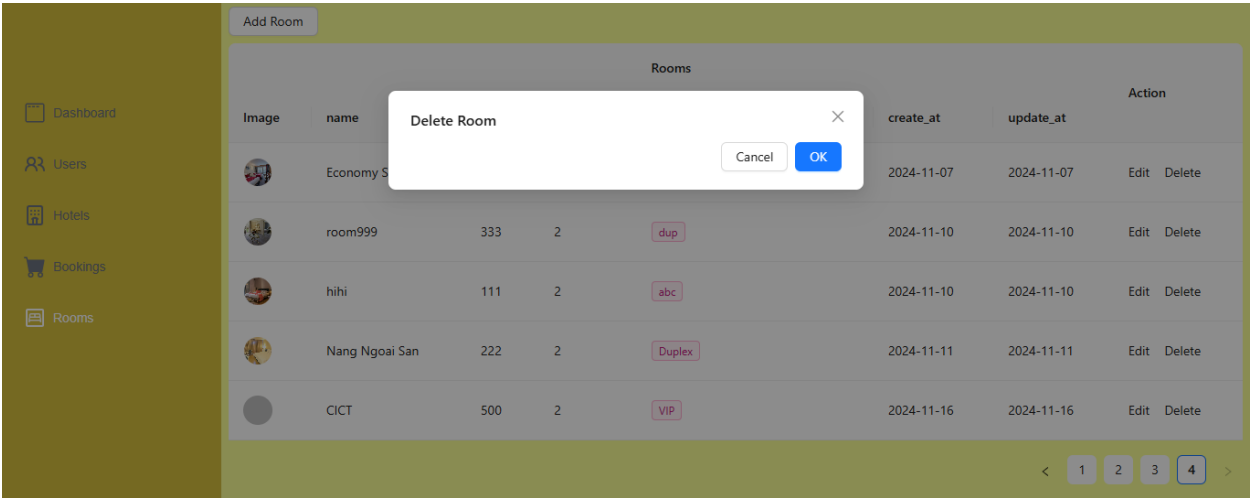 Add Room
Dashboard
Users
Hotels
Bookings
Rooms
Rooms
Action
Image name create_at update_at
Delete Room
Cancel OK
Economy S 2024-11-07 2024-11-07 Edit Delete
room999 333 2 dup 2024-11-10 2024-11-10 Edit Delete
hihi 111 2 abc 2024-11-10 2024-11-10 Edit Delete
Nang Ngoai San 222 2 Duplex 2024-11-11 2024-11-11 Edit Delete
CICT 500 2 VIP 2024-11-16 2024-11-16 Edit Delete
< 1 2 3 4 >